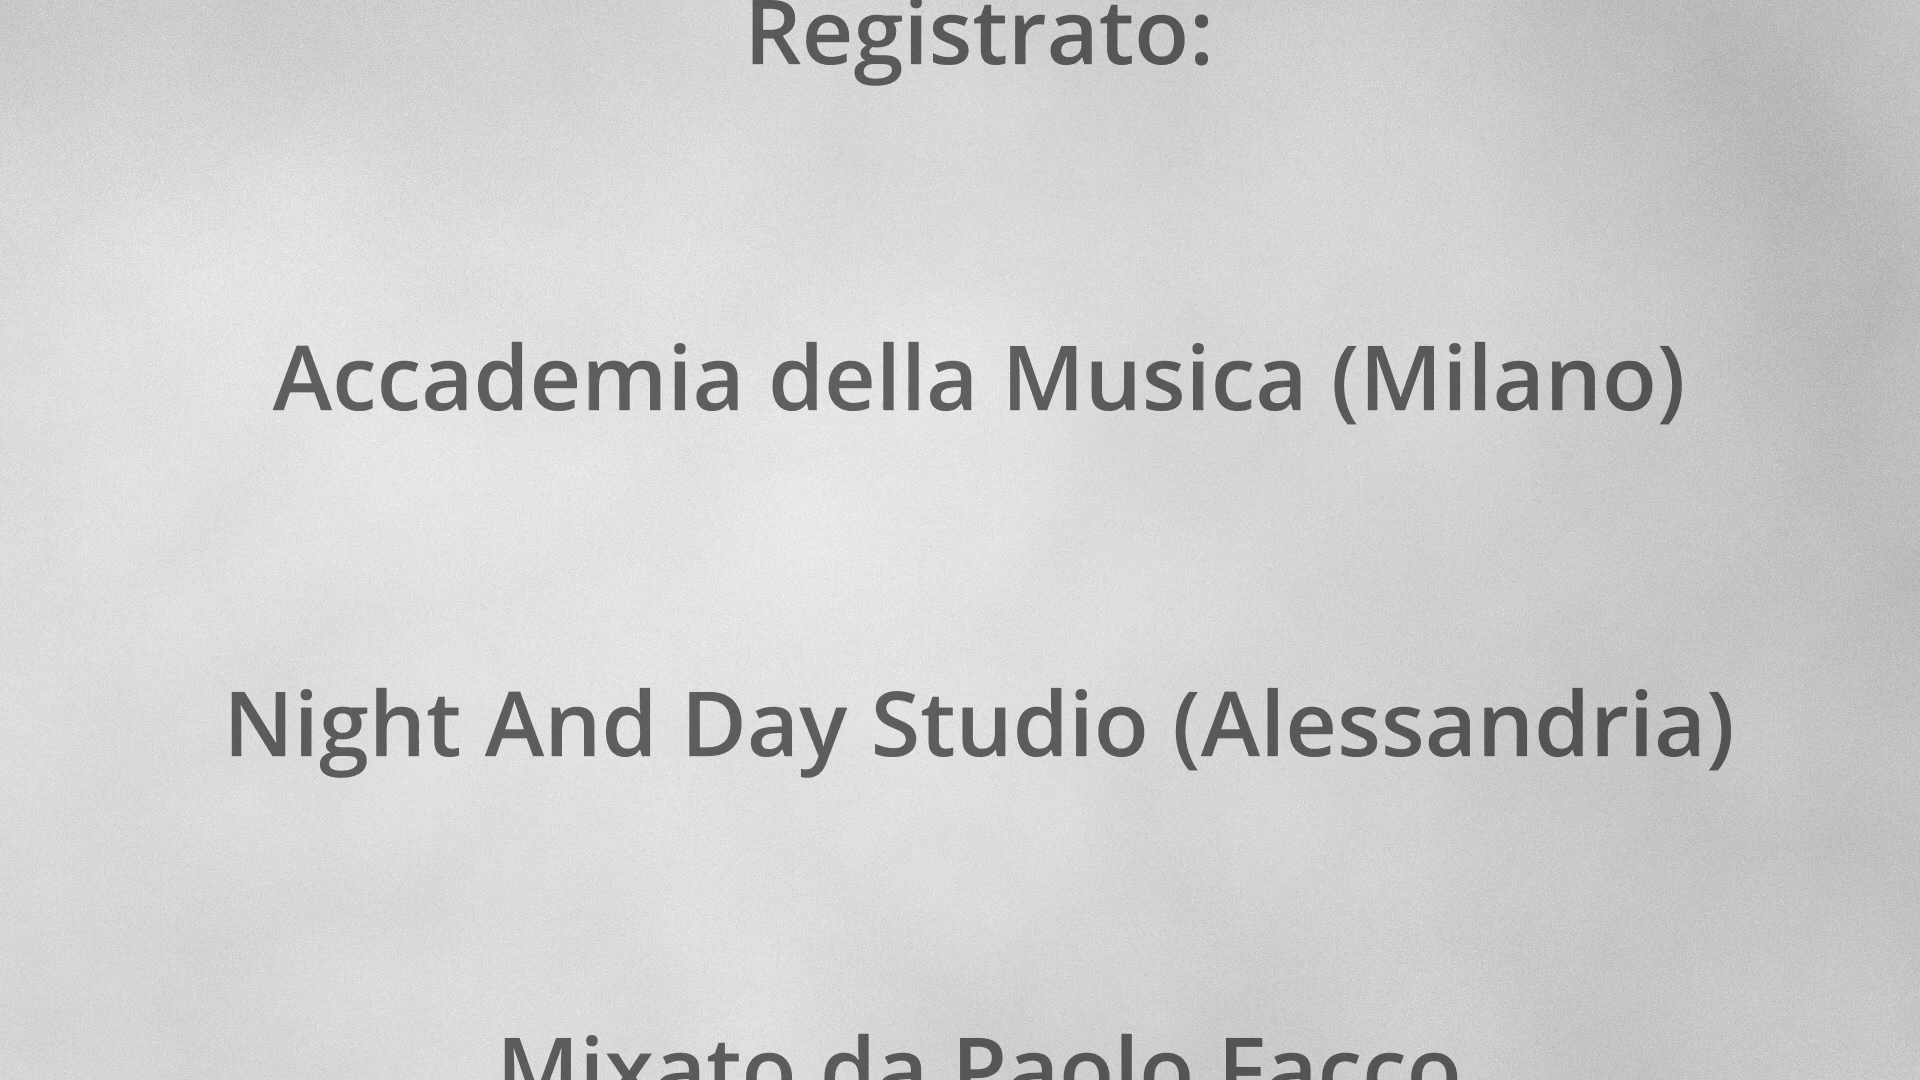 Registrato:
Accademia della Musica (Milano)
Night And Day Studio (Alessandria)
Mixato da Paolo Facco